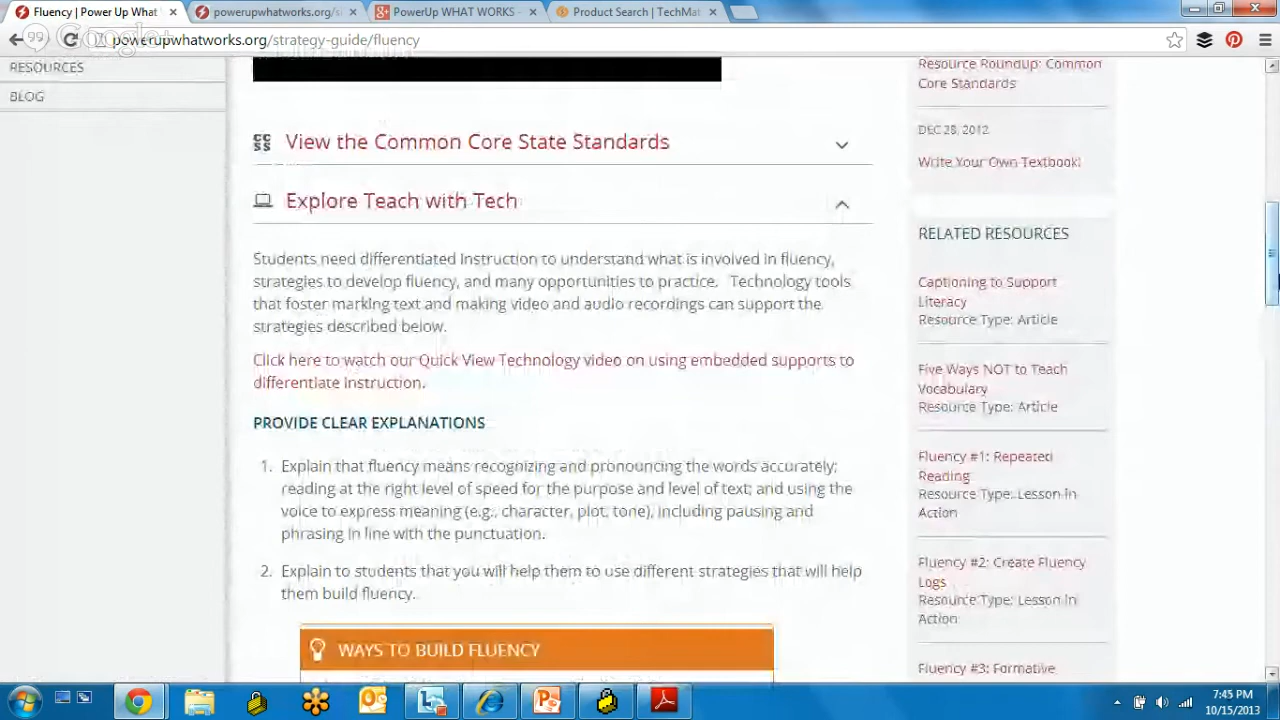 Fluency | Power Up What
powerupwhatworks.org/s
PowerUp WHAT WORKS -
Product Search | TechMat
powerupwhatworks.org/strategy-guide/fluency
Google+
RESOURCES
BLOG
View the Common Core State Standards
Explore Teach with Tech
Students need differentiated instruction to understand what is involved in fluency,
strategies to develop fluency, and many opportunities to practice. Technology tools
that foster marking text and making video and audio recordings can support the
strategies described below.
Click here to watch our Quick View Technology video on using embedded supports to
differentiate instruction.
PROVIDE CLEAR EXPLANATIONS
1. Explain that fluency means recognizing and pronouncing the words accurately;
reading at the right level of speed for the purpose and level of text; and using the
voice to express meaning (e.g., character, plot, tone), including pausing and
phrasing in line with the punctuation.
2. Explain to students that you will help them to use different strategies that will help
them build fluency.
WAYS TO BUILD FLUENCY
Resource Roundup: Common
Core Standards
DEC 28, 2012
Write Your Own Textbook!
RELATED RESOURCES
Captioning to Support
Literacy
Resource Type: Article
Five Ways NOT to Teach
Vocabulary
Resource Type: Article
Fluency #1: Repeated
Reading
Resource Type: Lesson in
Action
Fluency #2: Create Fluency
Logs
Resource Type: Lesson in
Action
Fluency #3: Formative
7:45 PM
10/15/2013